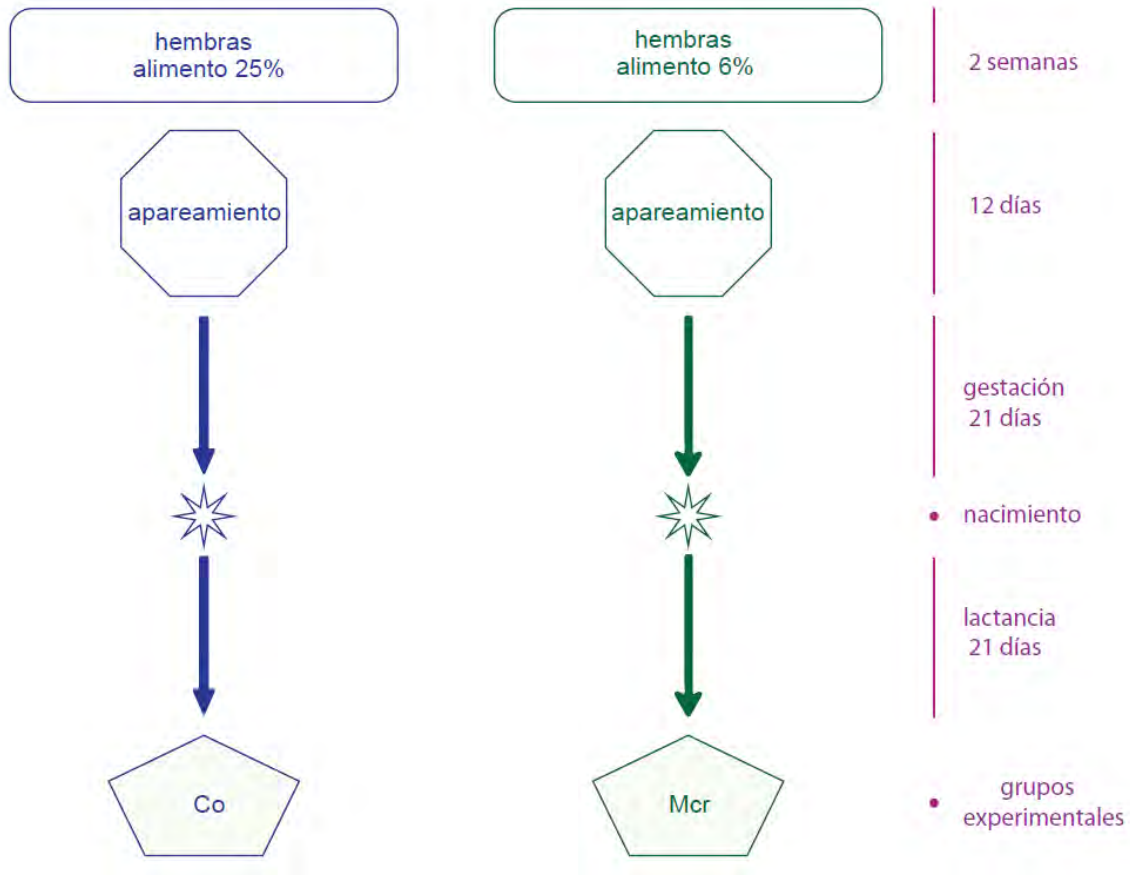 hembras
alimento 25%
hembras
alimento 6%
2 semanas
apareamiento
apareamiento
12 días
gestación
21 días
nacimiento
lactancia
21 días
Co
Mcr
grupos
experimentales